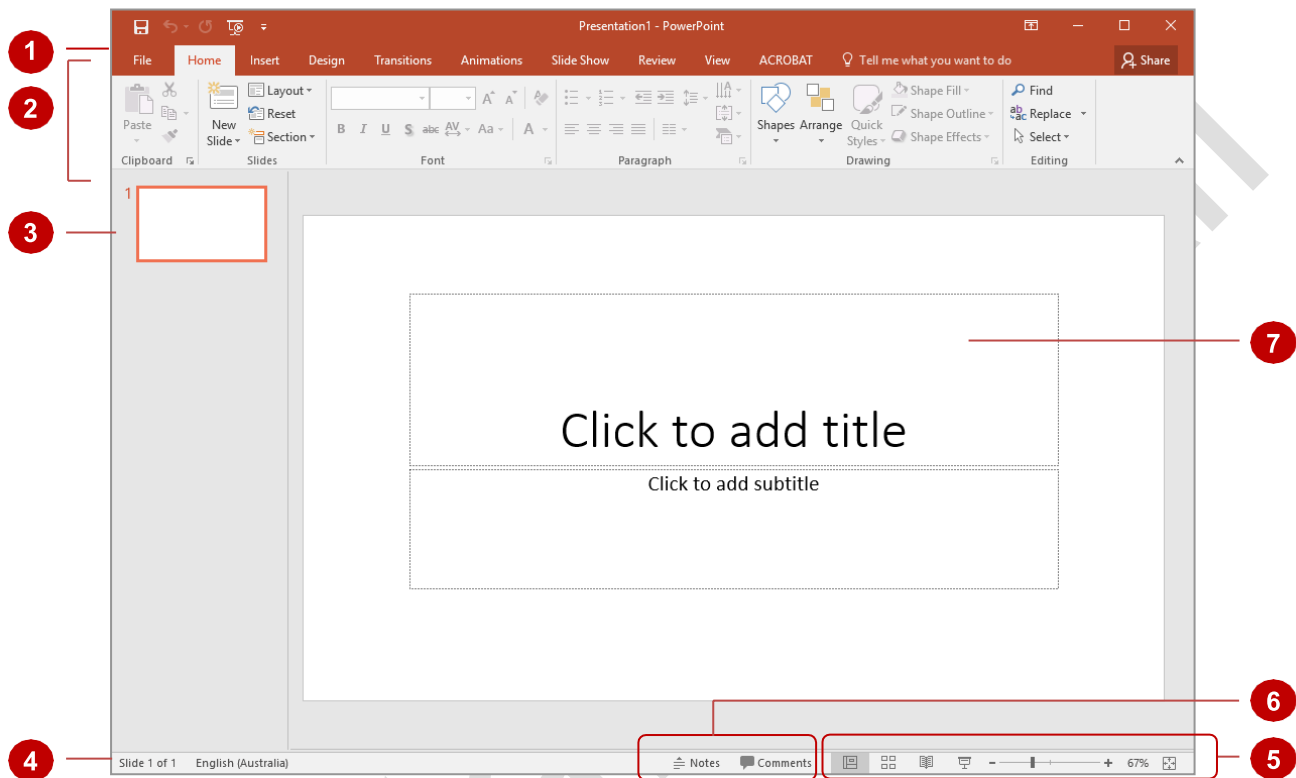 Presentation1 - PowerPoint
1
File Home Insert Design Transitions Animations Slide Show Review View ACROBAT Tell me what you want to do Share
2
Paste
New
Slide
Layout
Reset
Section
B I U S abc AV Aa A
A A
Shapes Arrange Quick
Styles
Shape Fill
Shape Outline
Shape Effects
Find
Replace
Select
Clipboard Slides Font Paragraph Drawing Editing
1
3
7
Click to add title
Click to add subtitle
6
4
Slide 1 of 1 English (Australia) Notes Comments 67%
5